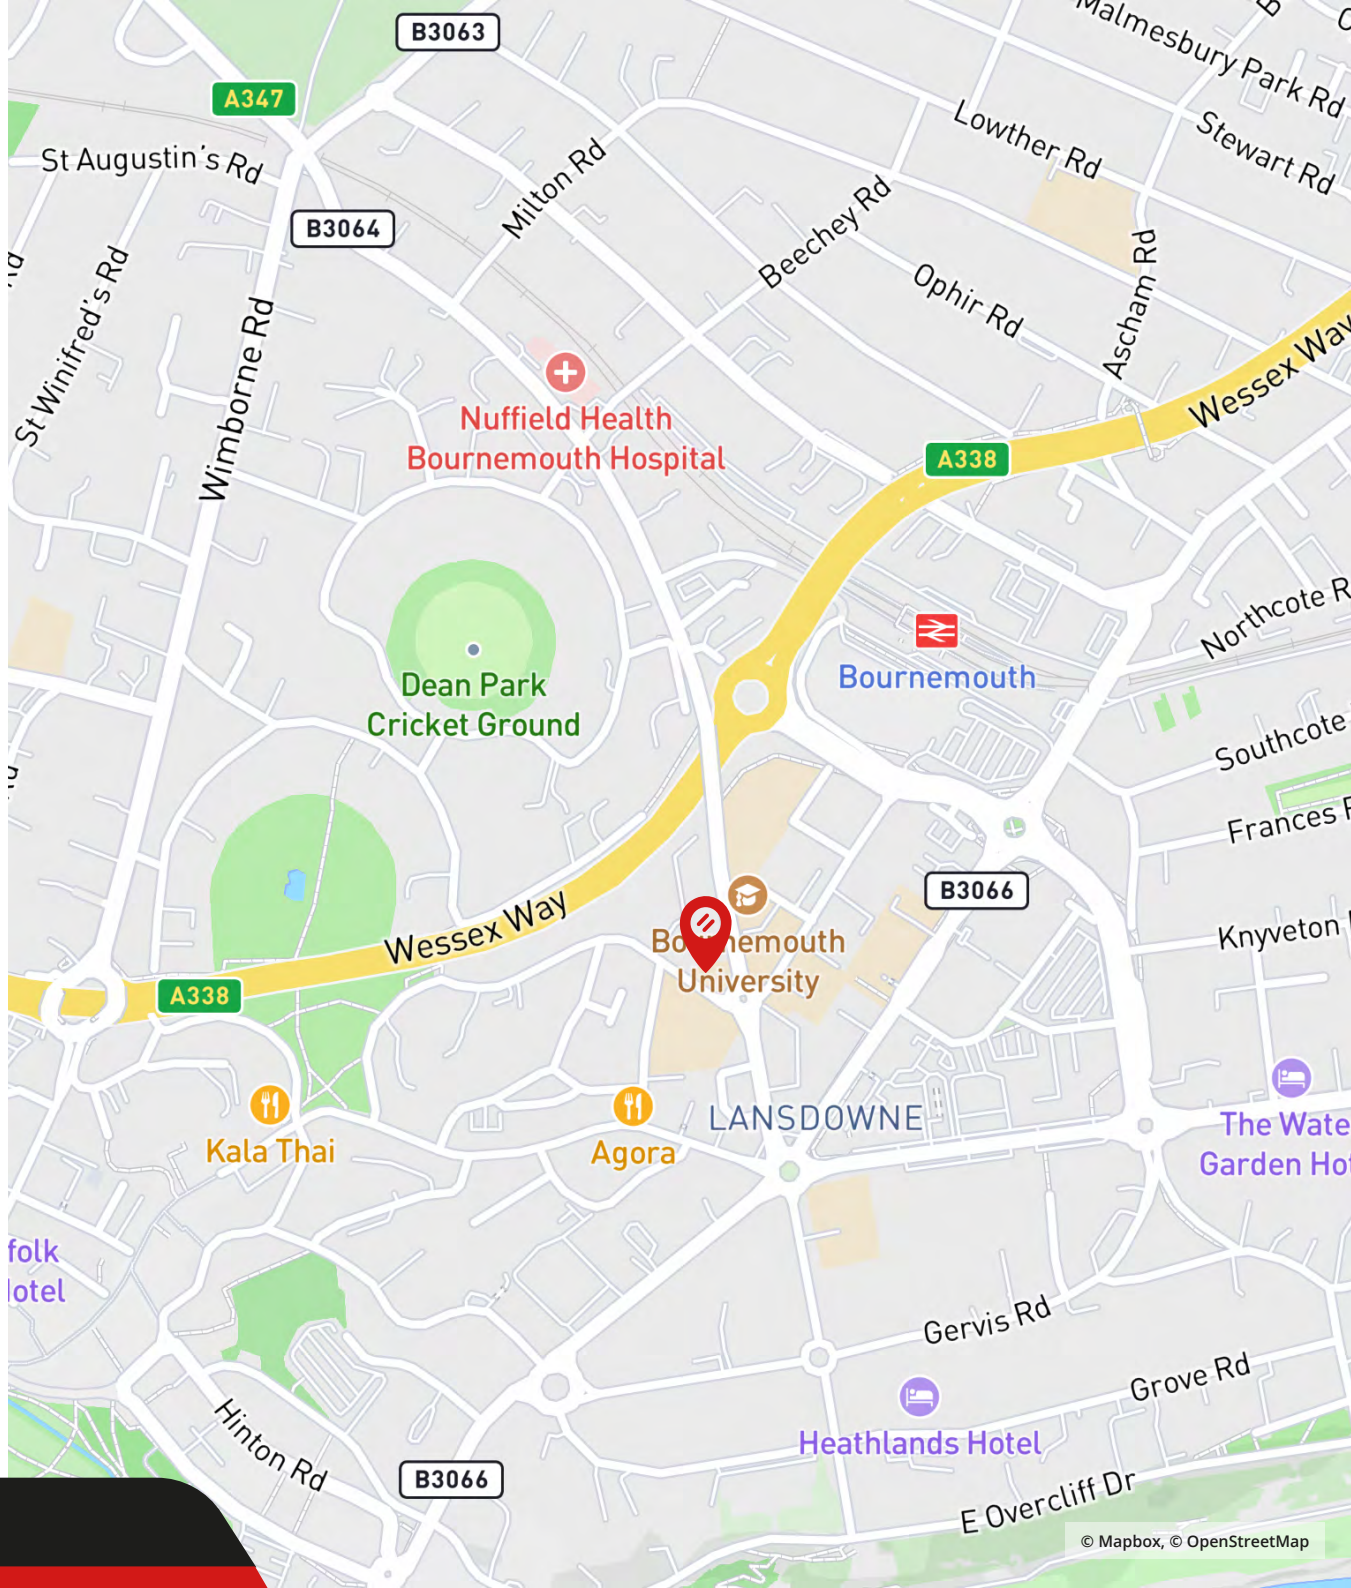 B3063
Malmesbury Park Rd
A347
Lowther Rd
Stewart Rd
St Augustin's Rd
Milton Rd
B3064
Beechey Rd
Ascham Rd
St Winifred's Rd
Ophir Rd
Wimborne Rd
Wessex Way
Nuffield Health
Bournemouth Hospital
A338
Northcote R
Bournemouth
Dean Park
Cricket Ground
Southcote
Frances
B3066
Wessex Way
Knyveton
Bournemouth
University
A338
LANSDOWNE
Kala Thai
Agora
The Wate
Garden Hot
folk
otel
Gervis Rd
Grove Rd
Hinton Rd
Heathlands Hotel
B3066
E Overcliff Dr
© Mapbox, © OpenStreetMap